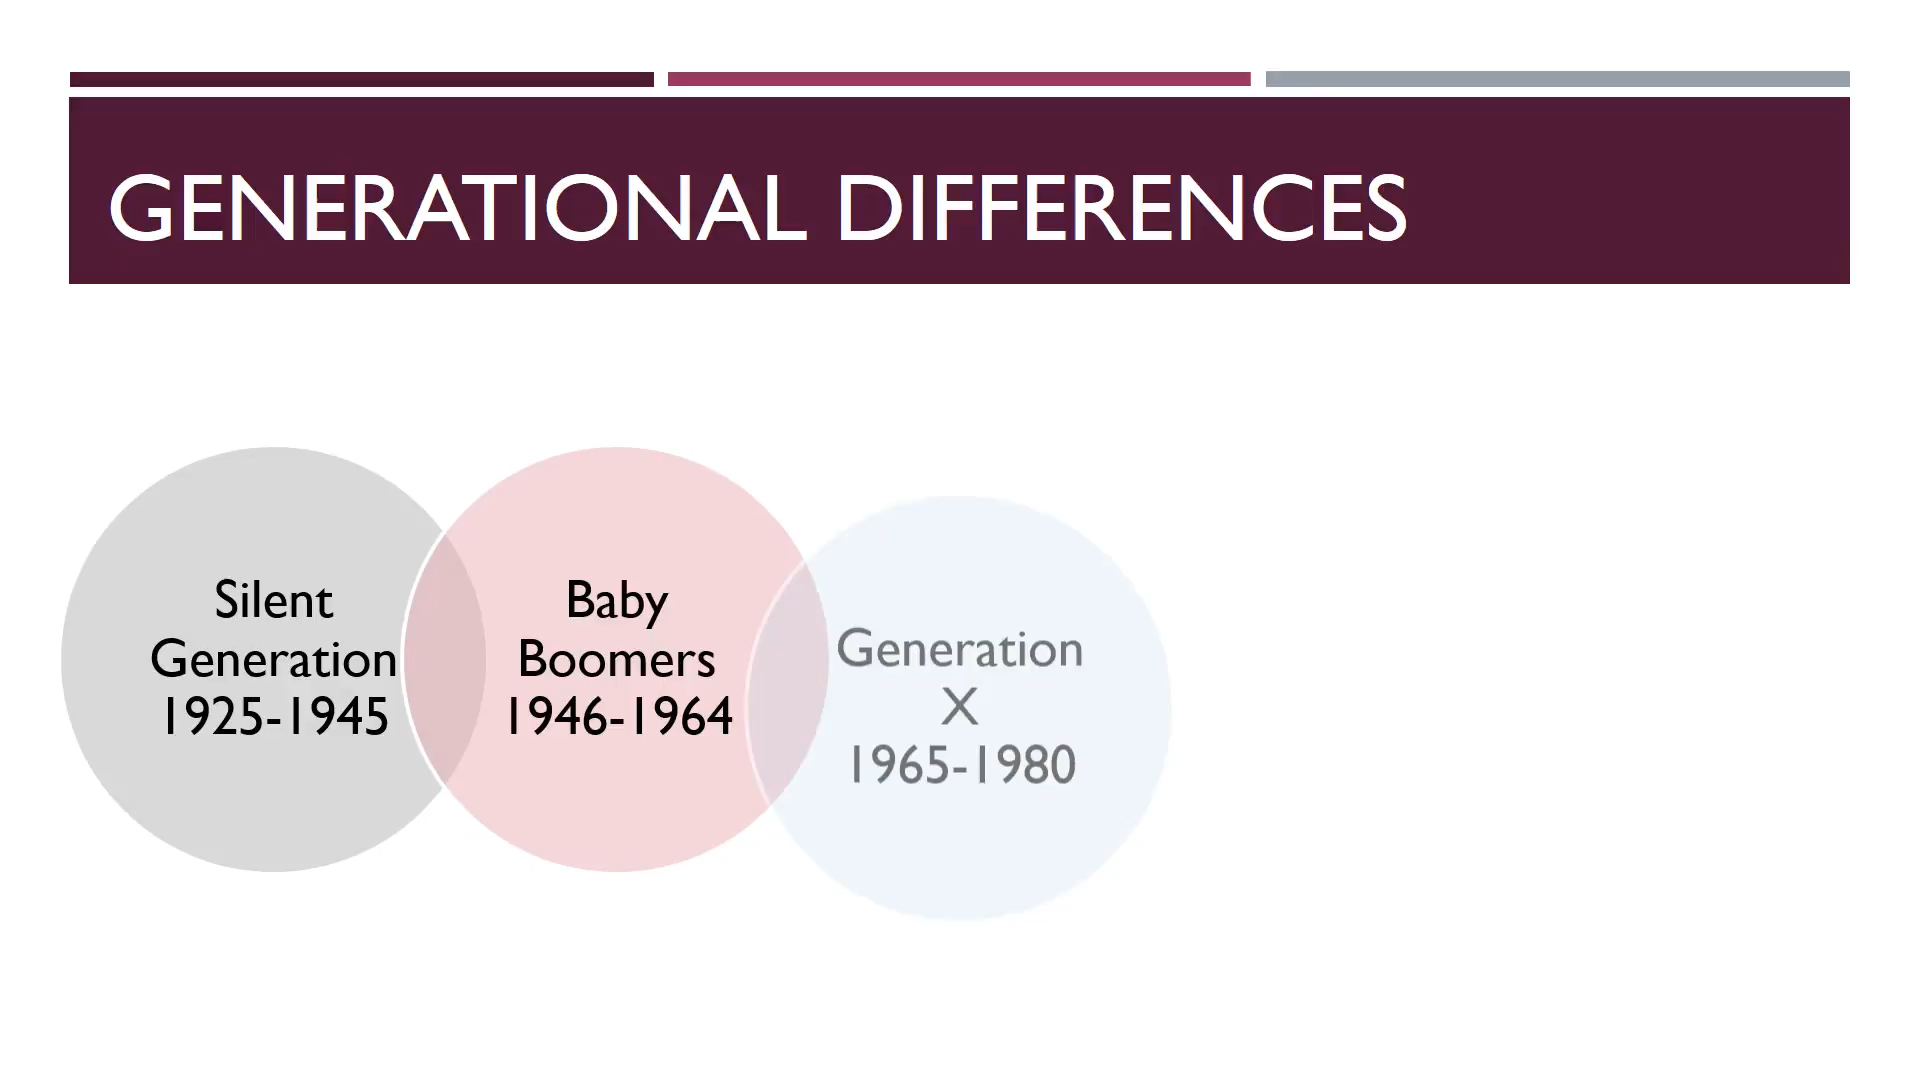 GENERATIONAL DIFFERENCES
Silent
Generation
1925-1945
Baby
Boomers
1946-1964
Generation
X
1965-1980